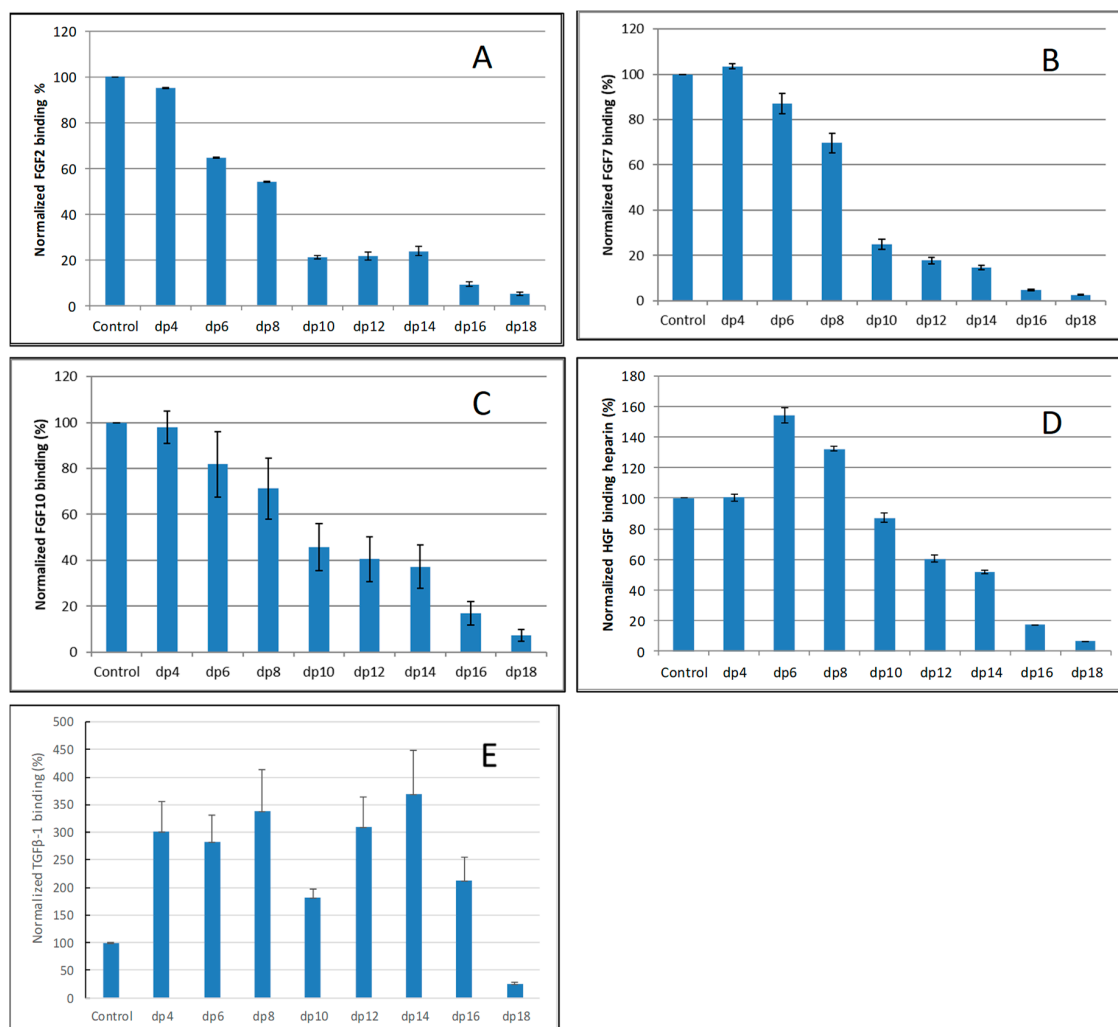 A
Normalized FGF2 binding %
120
100
80
60
40
20
0
Control dp4 dp6 dp8 dp10 dp12 dp14 dp16 dp18
B
Normalized FGF7 binding (%)
120
100
80
60
40
20
0
Control dp4 dp6 dp8 dp10 dp12 dp14 dp16 dp18
C
Normalized FGF10 binding (%)
120
100
80
60
40
20
0
Control dp4 dp6 dp8 dp10 dp12 dp14 dp16 dp18
D
Normalized HGF binding heparin (%)
180
160
140
120
100
80
60
40
20
0
Control dp4 dp6 dp8 dp10 dp12 dp14 dp16 dp18
E
Normalized TGFβ-1 binding (%)
500
450
400
350
300
250
200
150
100
50
0
Control dp4 dp6 dp8 dp10 dp12 dp14 dp16 dp18